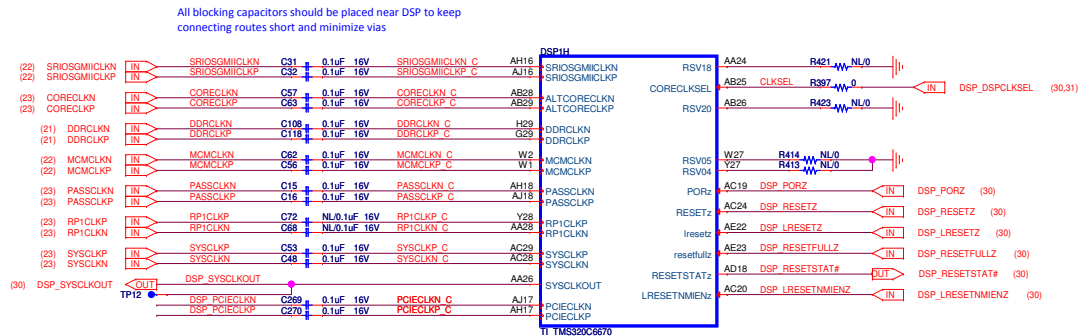 All blocking capacitors should be placed near DSP to keep
connecting routes short and minimize vias
DSP1H
(22) SRIOSGMIICLKN IN SRIOSGMIICLKN C31 0.1uF 16V SRIOSGMIICLKN_C AH16 SRIOSGMIICLKN
(22) SRIOSGMIICLKP IN SRIOSGMIICLKP C32 0.1uF 16V SRIOSGMIICLKP_C AJ16 SRIOSGMIICLKP
(23) CORECLKN IN CORECLKN C57 0.1uF 16V CORECLKN_C AB28 ALTCORECLKN
(23) CORECLKP IN CORECLKP C63 0.1uF 16V CORECLKP_C AB29 ALTCORECLKP
(21) DDRCLKN IN DDRCLKN C108 0.1uF 16V DDRCLKN_C H29 DDRCLKN
(21) DDRCLKP IN DDRCLKP C118 0.1uF 16V DDRCLKP_C G29 DDRCLKP
(22) MCMCLKN IN MCMCLKN C62 0.1uF 16V MCMCLKN_C W2 MCMCLKN
(22) MCMCLKP IN MCMCLKP C56 0.1uF 16V MCMCLKP_C W1 MCMCLKP
(23) PASSCLKN IN PASSCLKN C15 0.1uF 16V PASSCLKN_C AH18 PASSCLKN
(23) PASSCLKP IN PASSCLKP C16 0.1uF 16V PASSCLKP_C AJ18 PASSCLKP
(23) RP1CLKP IN RP1CLKP C72 NL/0.1uF 16V RP1CLKP_C Y28 RP1CLKP
(23) RP1CLKN IN RP1CLKN C68 NL/0.1uF 16V RP1CLKN_C AA28 RP1CLKN
(23) SYSCLKP IN SYSCLKP C53 0.1uF 16V SYSCLKP_C AC29 SYSCLKP
(23) SYSCLKN IN SYSCLKN C48 0.1uF 16V SYSCLKN_C AC28 SYSCLKN
(30) DSP_SYSCLKOUT OUT DSP_SYSCLKOUT AA26 SYSCLKOUT
TP12
DSP_PCIECLKN C269 0.1uF 16V PCIECLKN_C AJ17 PCIECLKN
DSP_PCIECLKP C270 0.1uF 16V PCIECLKP_C AH17 PCIECLKP
RSV18 AA24 R421 NL/0
CORECLKSEL AB25 CLKSEL R397 0 IN DSP_DSPCLKSEL (30,31)
RSV20 AB26 R423 NL/0
RSV05 W27 R414 NL/0
RSV04 Y27 R413 NL/0
PORz AC19 DSP_PORZ IN DSP_PORZ (30)
RESETz AC24 DSP_RESETZ IN DSP_RESETZ (30)
lresetz AE22 DSP_LRESETZ IN DSP_LRESETZ (30)
resetfullz AE23 DSP_RESETFULLZ IN DSP_RESETFULLZ (30)
RESETSTATz AD18 DSP_RESETSTAT# OUT DSP_RESETSTAT# (30)
LRESETNMIENz AC20 DSP_LRESETNMIENZ IN DSP_LRESETNMIENZ (30)
TI_TMS320C6670